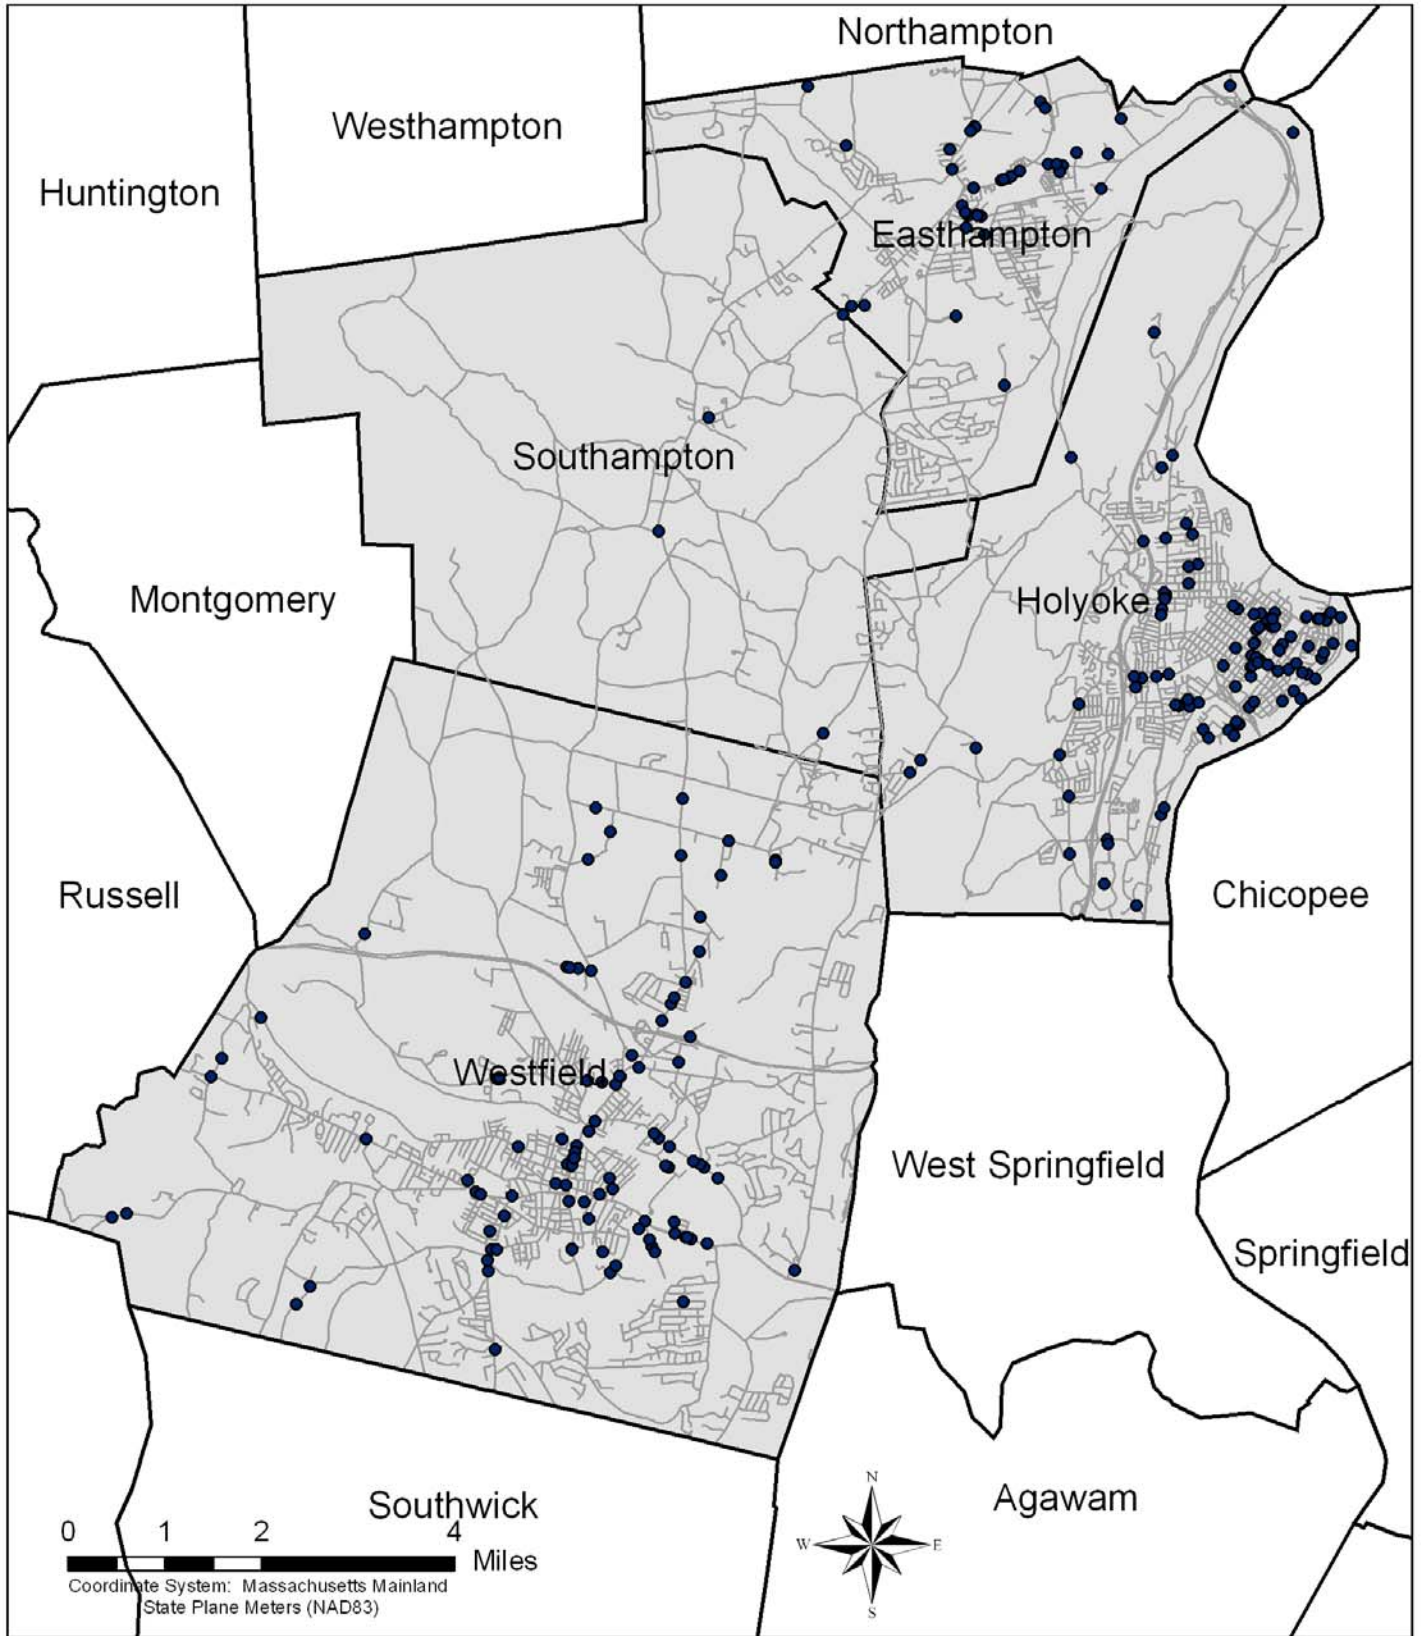 Northampton
Westhampton
Huntington
Easthampton
Southampton
Montgomery
Holyoke
Russell
Chicopee
Westfield
West Springfield
Springfield
Southwick
Agawam
N
W E
S
0 1 2 4
Miles
Coordinate System: Massachusetts Mainland
State Plane Meters (NAD83)